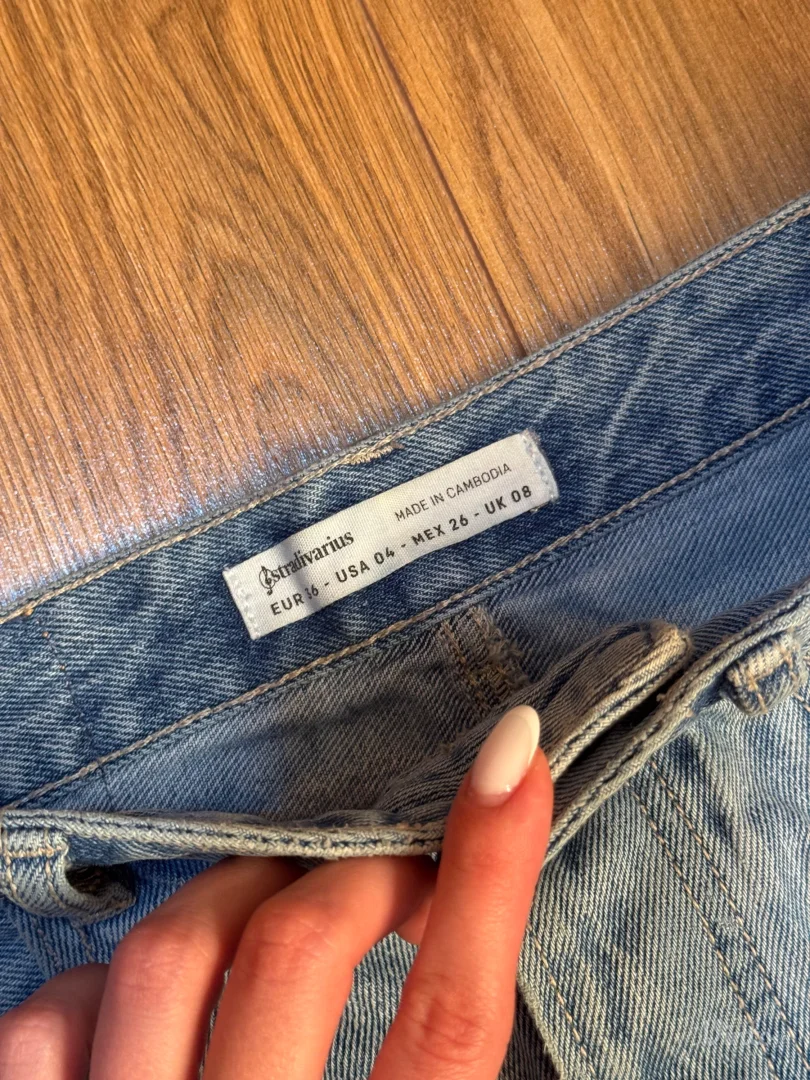 stradivarius
MADE IN CAMBODIA
EUR 36 - USA 04 - MEX 26 - UK 08